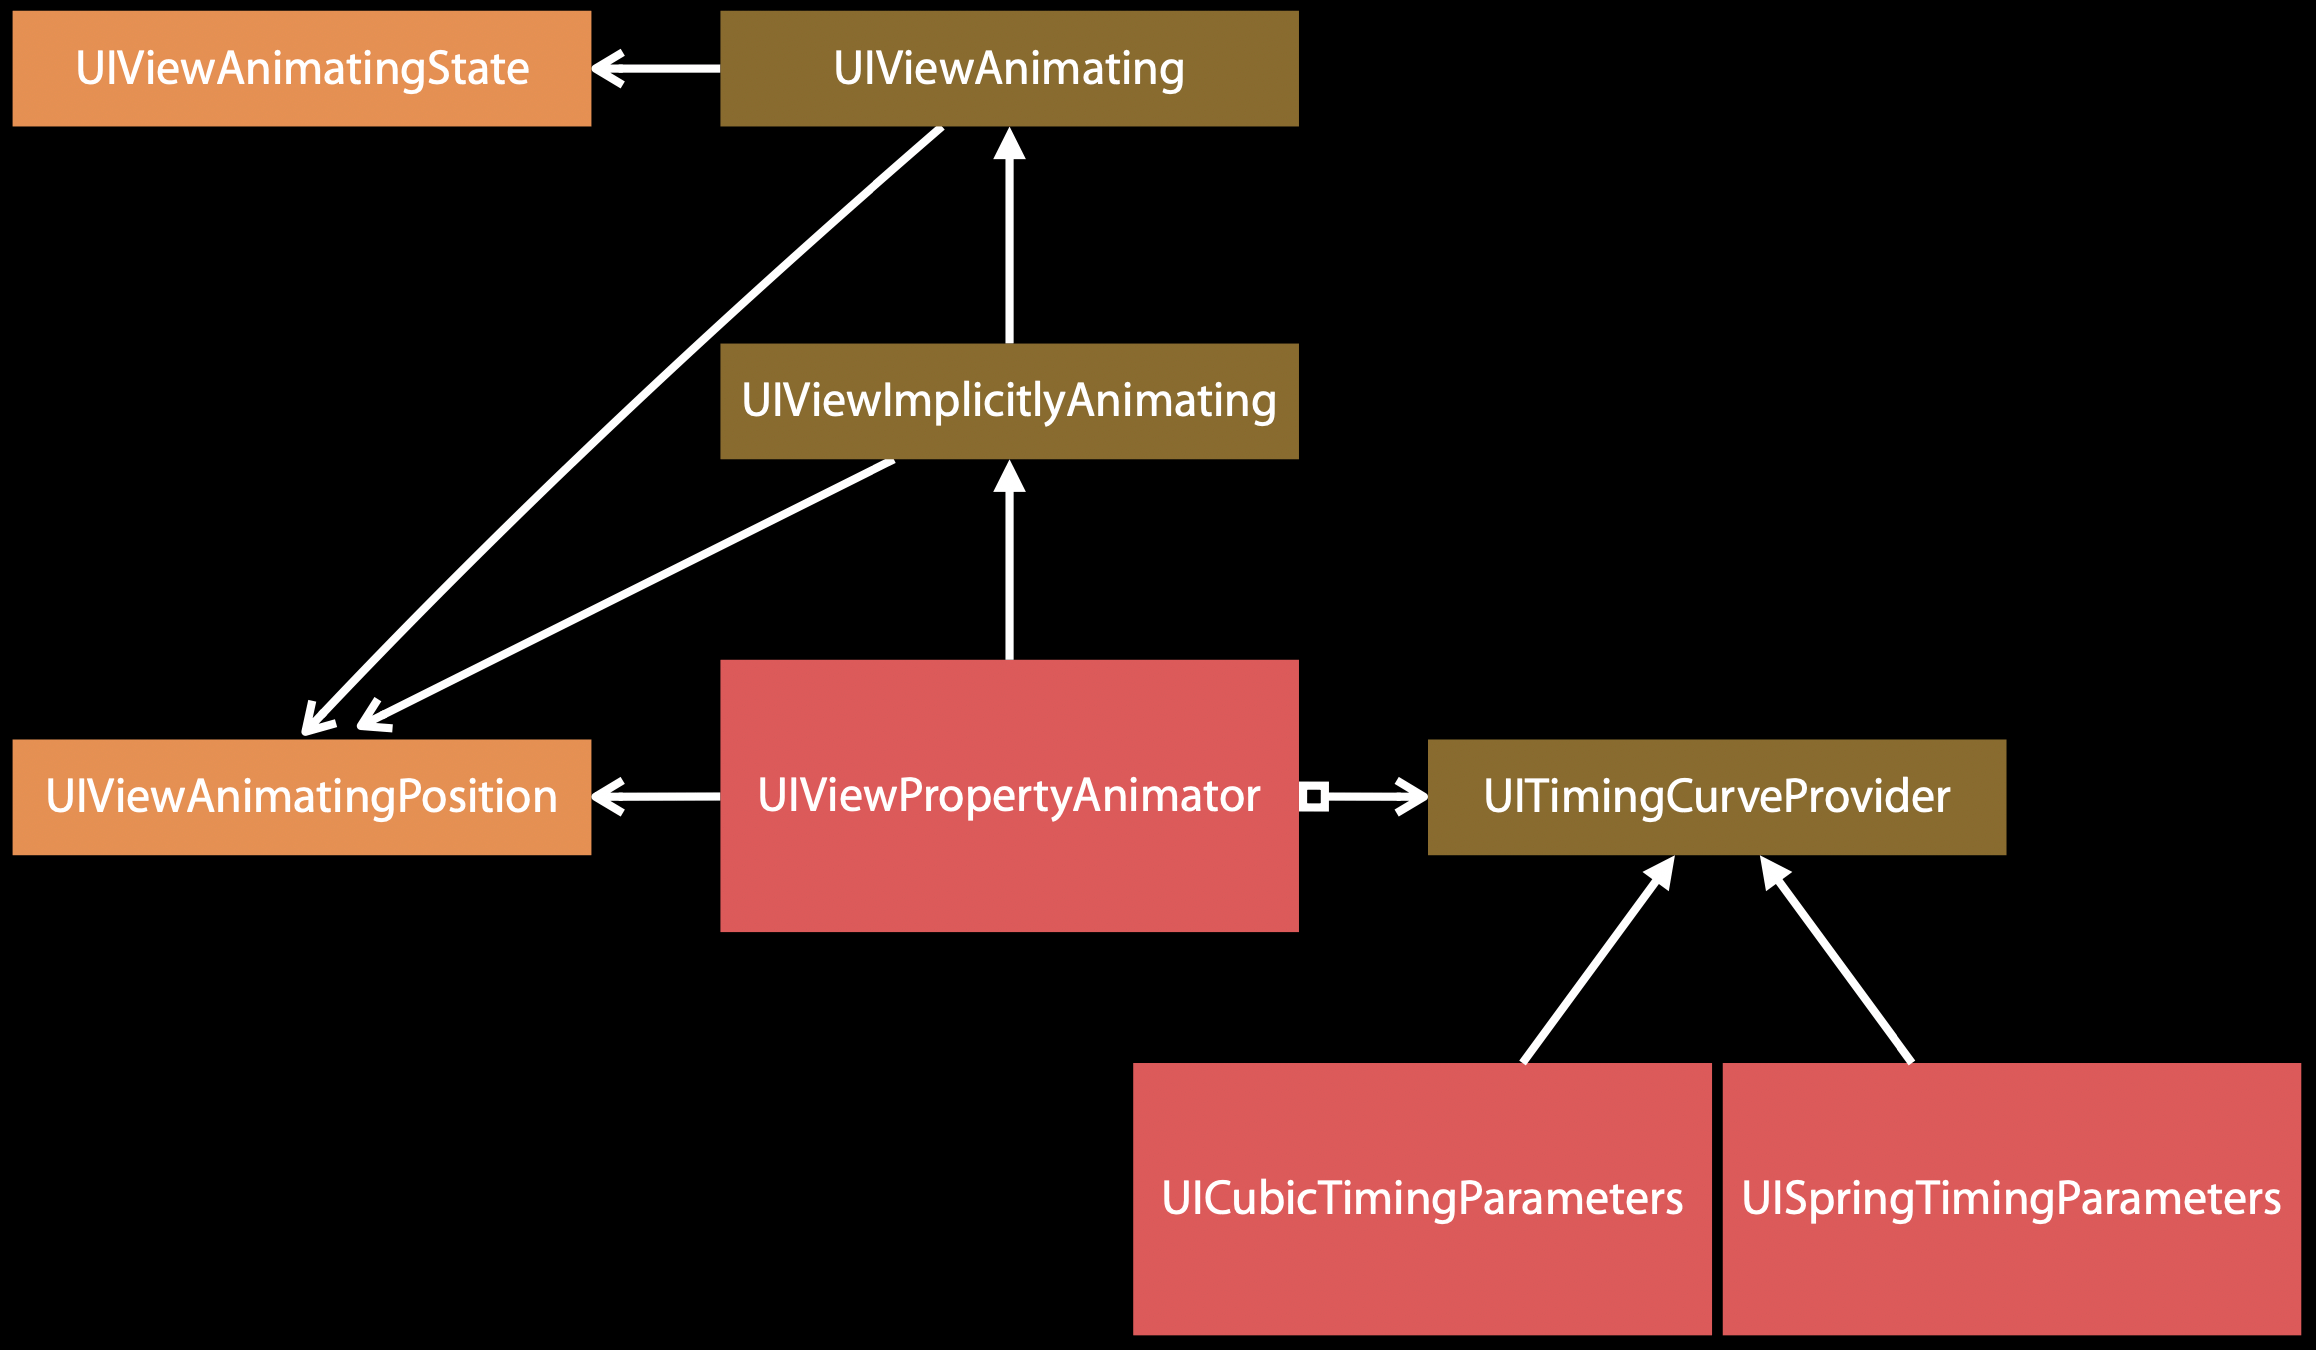 UIViewAnimatingState
UIViewAnimating
UIViewImplicitlyAnimating
UIViewAnimatingPosition
UIViewPropertyAnimator
UITimingCurveProvider
UICubicTimingParameters
UISpringTimingParameters